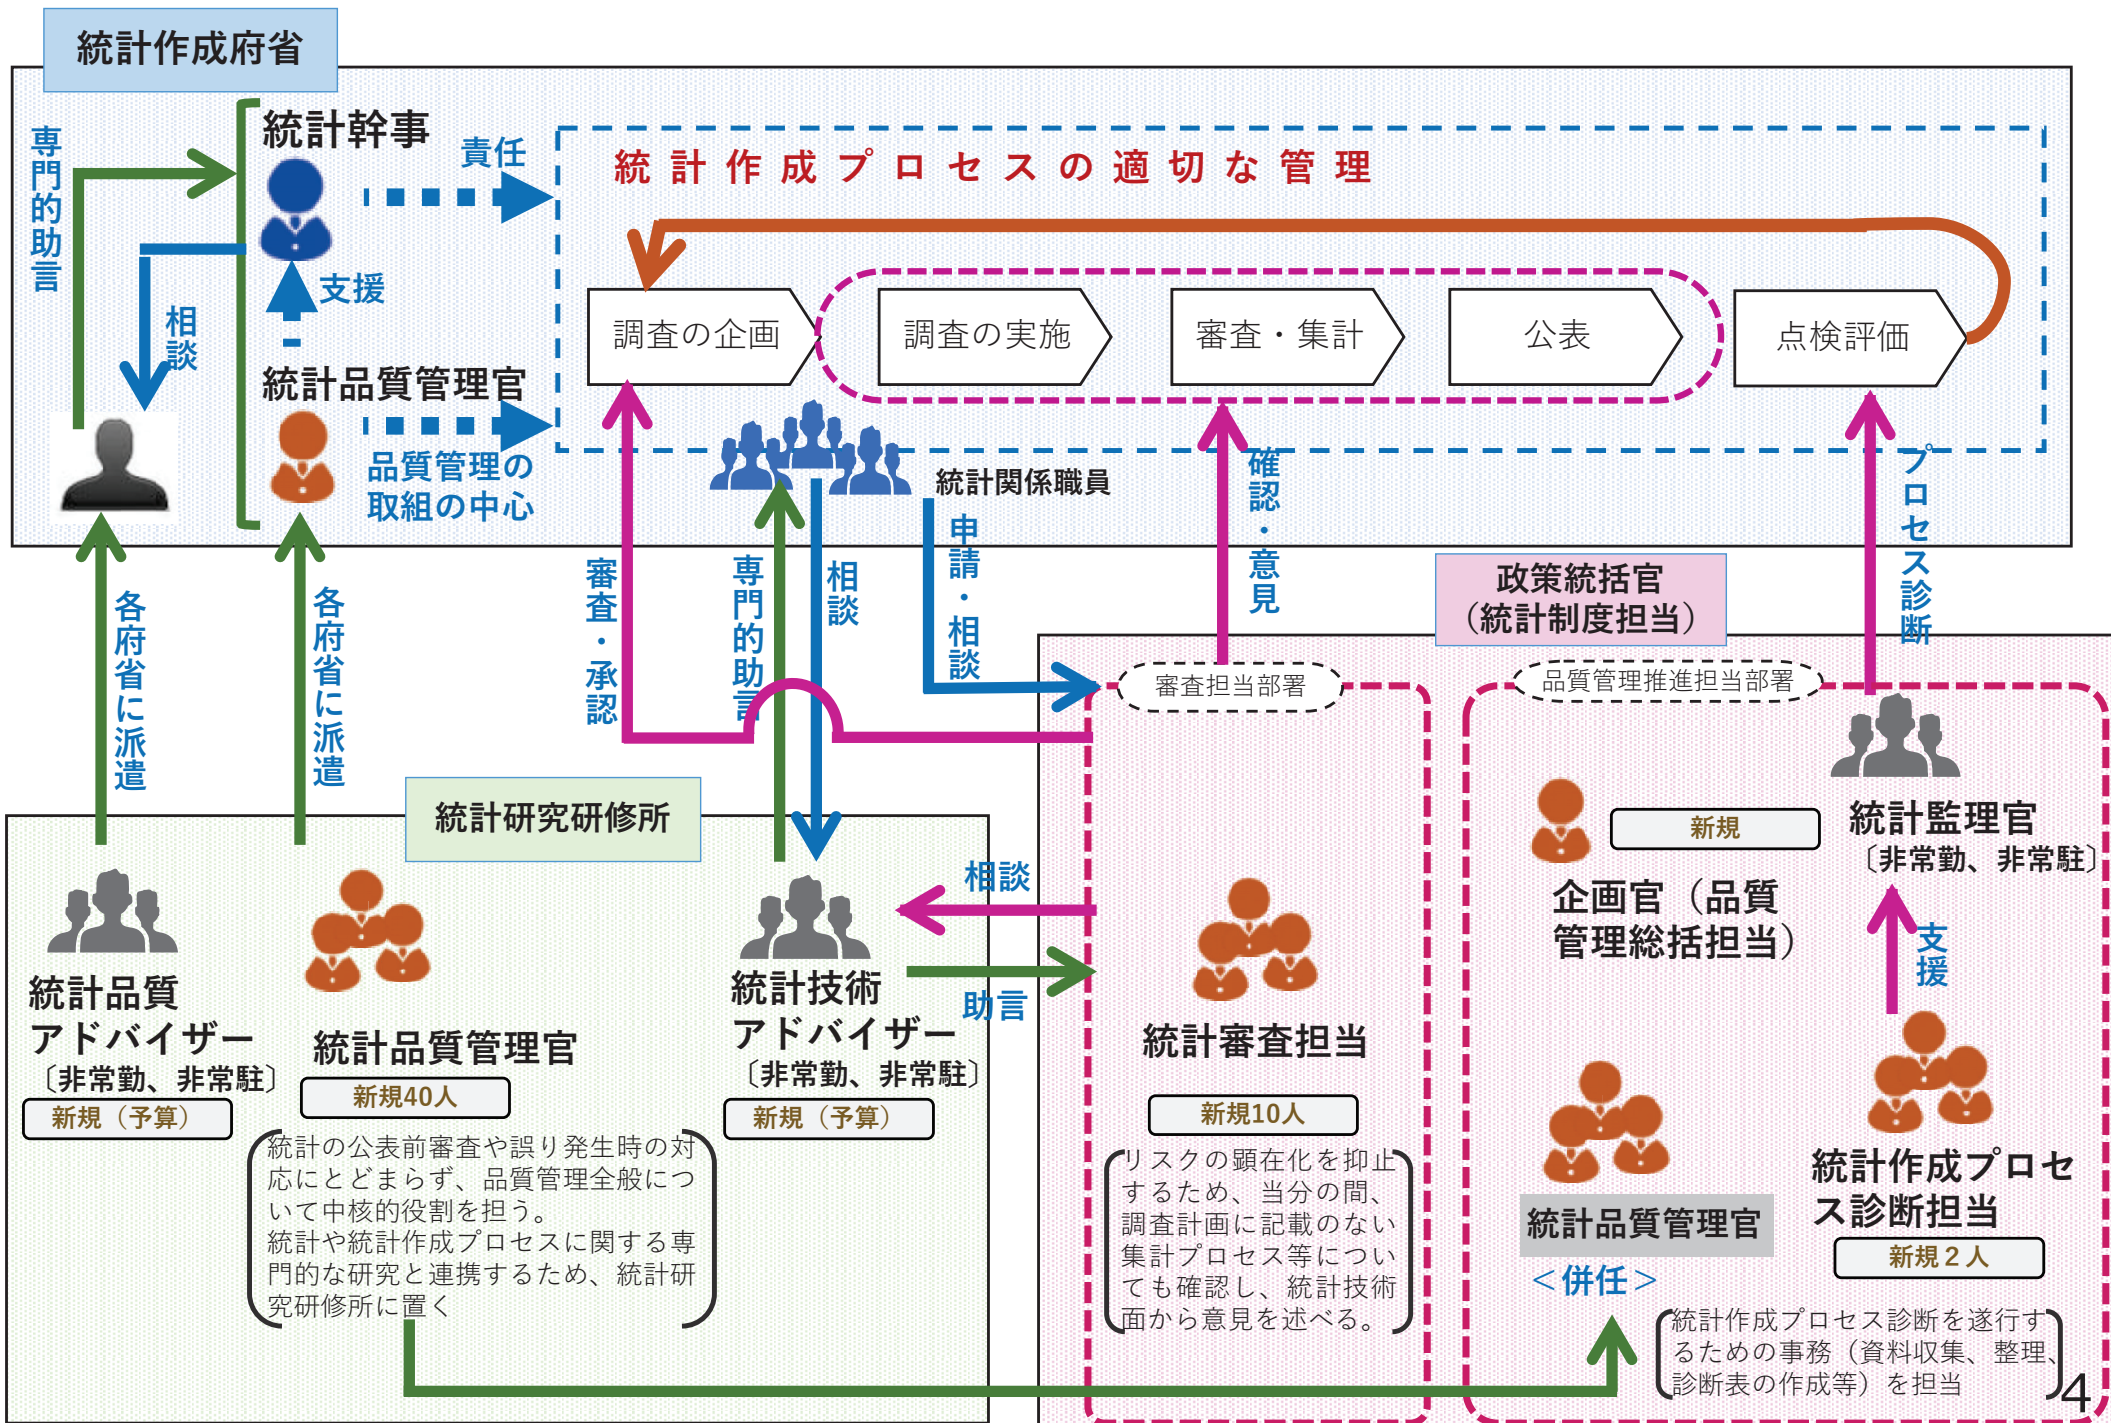 統計作成府省
統計幹事
専門的助言
責任
統計作成プロセスの適切な管理
相談
支援
調査の企画
調査の実施
審査・集計
公表
点検評価
統計品質管理官
品質管理の
取組の中心
統計関係職員
確認・意見
プロセス診断
申請・相談
審査・承認
専門的助言
相談
各府省に派遣
各府省に派遣
政策統括官
（統計制度担当）
審査担当部署
品質管理推進担当部署
統計研究研修所
新規
統計監理官
〔非常勤、非常駐〕
企画官（品質
管理総括担当）
相談
助言
支援
統計品質
アドバイザー
〔非常勤、非常駐〕
新規（予算）
統計品質管理官
新規40人
統計の公表前審査や誤り発生時の対
応にとどまらず、品質管理全般につ
いて中核的役割を担う。
統計や統計作成プロセスに関する専
門的な研究と連携するため、統計研
究研修所に置く
統計技術
アドバイザー
〔非常勤、非常駐〕
新規（予算）
統計審査担当
新規10人
リスクの顕在化を抑止
するため、当分の間、
調査計画に記載のない
集計プロセス等につい
ても確認し、統計技術
面から意見を述べる。
統計品質管理官
＜併任＞
統計作成プロセ
ス診断担当
新規２人
統計作成プロセス診断を遂行す
るための事務（資料収集、整理、
診断表の作成等）を担当
4